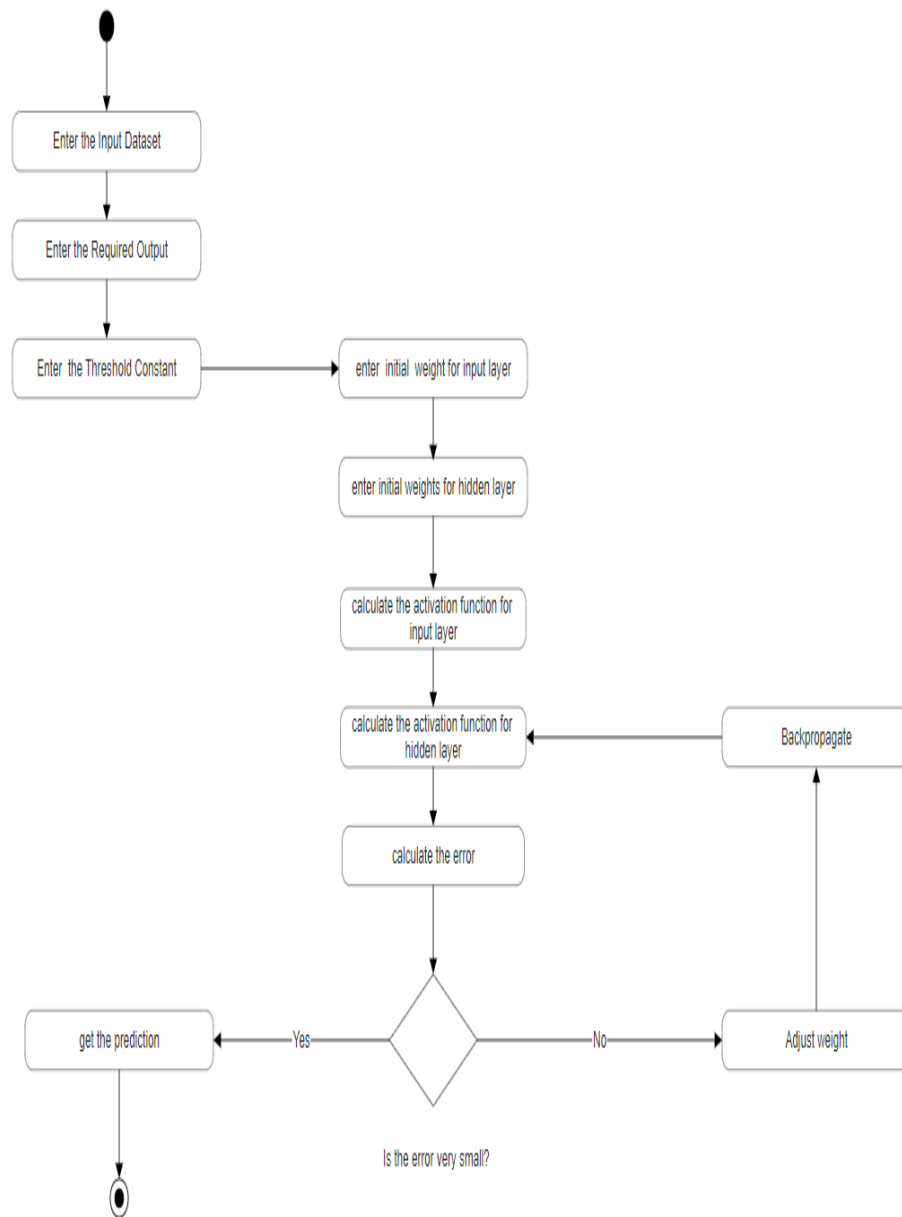 Enter the Input Dataset
Enter the Required Output
Enter the Threshold Constant
enter initial weight for input layer
enter initial weights for hidden layer
calculate the activation function for
input layer
calculate the activation function for
hidden layer
Backpropagate
calculate the error
get the prediction
Yes
No
Adjust weight
Is the error very small?